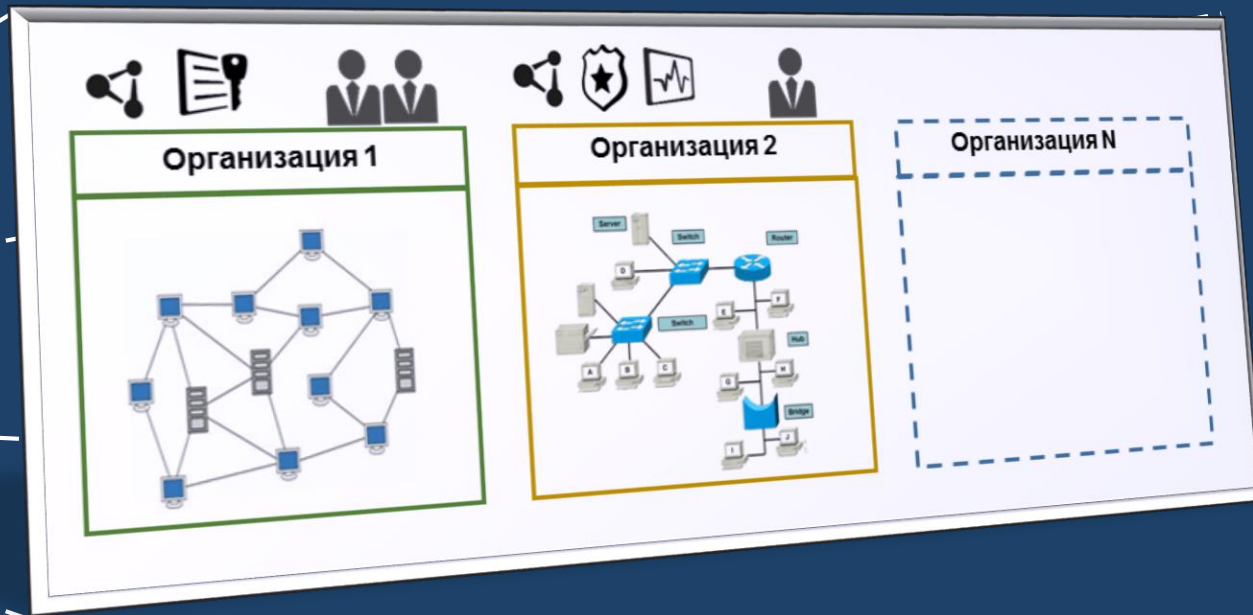 Организация 1
Организация 2
Организация N
Server
Switch
Router
D
E
F
Switch
Hub
A
B
C
G
H
Bridge
I
J